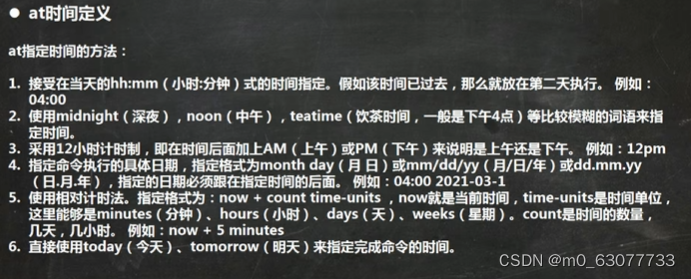 ● at时间定义
at指定时间的方法：
1. 接受在当天的hh:mm（小时:分钟）式的时间指定。假如该时间已过去，那么就放在第二天执行。 例如：
04:00
2. 使用midnight（深夜），noon（中午），teatime（饮茶时间，一般是下午4点）等比较模糊的词语来指
定时间。
3. 采用12小时计时制，即在时间后面加上AM（上午）或PM（下午）来说明是上午还是下午。 例如：12pm
4. 指定命令执行的具体日期，指定格式为month day（月 日）或mm/dd/yy（月/日/年）或dd.mm.yy
（日.月.年），指定的日期必须跟在指定时间的后面。 例如：04:00 2021-03-1
5. 使用相对计时法。指定格式为：now + count time-units ，now就是当前时间，time-units是时间单位，
这里能够是minutes（分钟）、hours（小时）、days（天）、weeks（星期）。count是时间的数量，
几天，几小时。 例如：now + 5 minutes
6. 直接使用today（今天）、tomorrow（明天）来指定完成命令的时间。
CSDN @m0_63077733